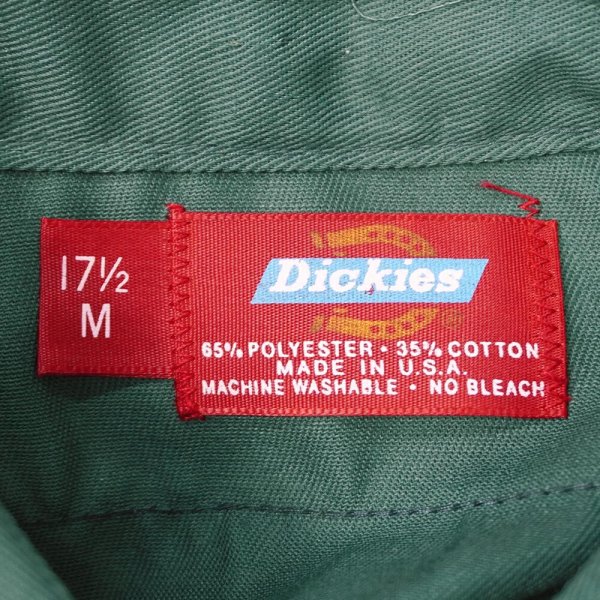 17½
M
Dickies
®
65% POLYESTER · 35% COTTON
MADE IN U.S.A.
MACHINE WASHABLE · NO BLEACH